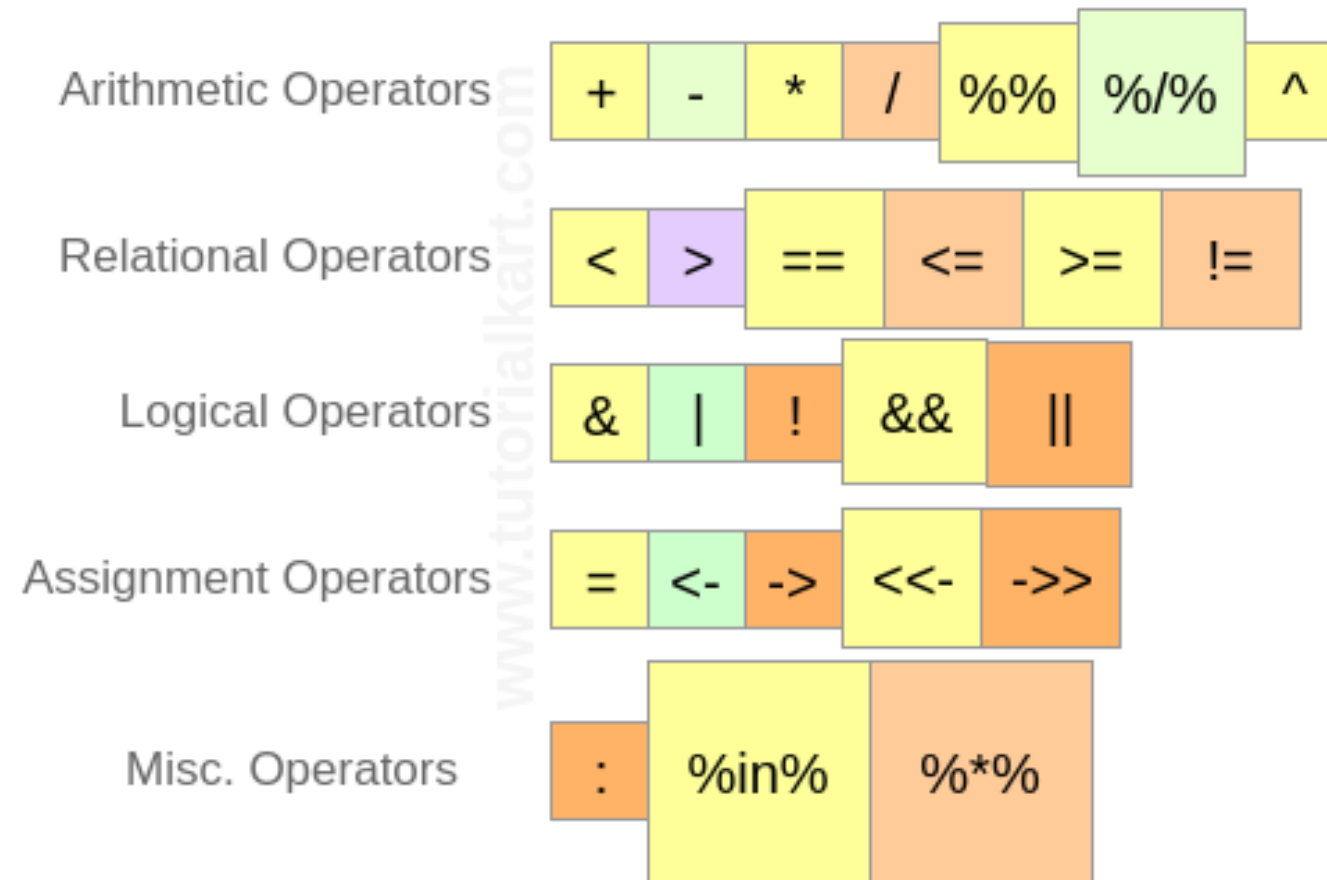 Arithmetic Operators + - * / %% %/% ^
Relational Operators < > == <= >= !=
Logical Operators & | ! && ||
Assignment Operators = <- -> <<- ->>
Misc. Operators : %in% %*%
www.tutorialkart.com